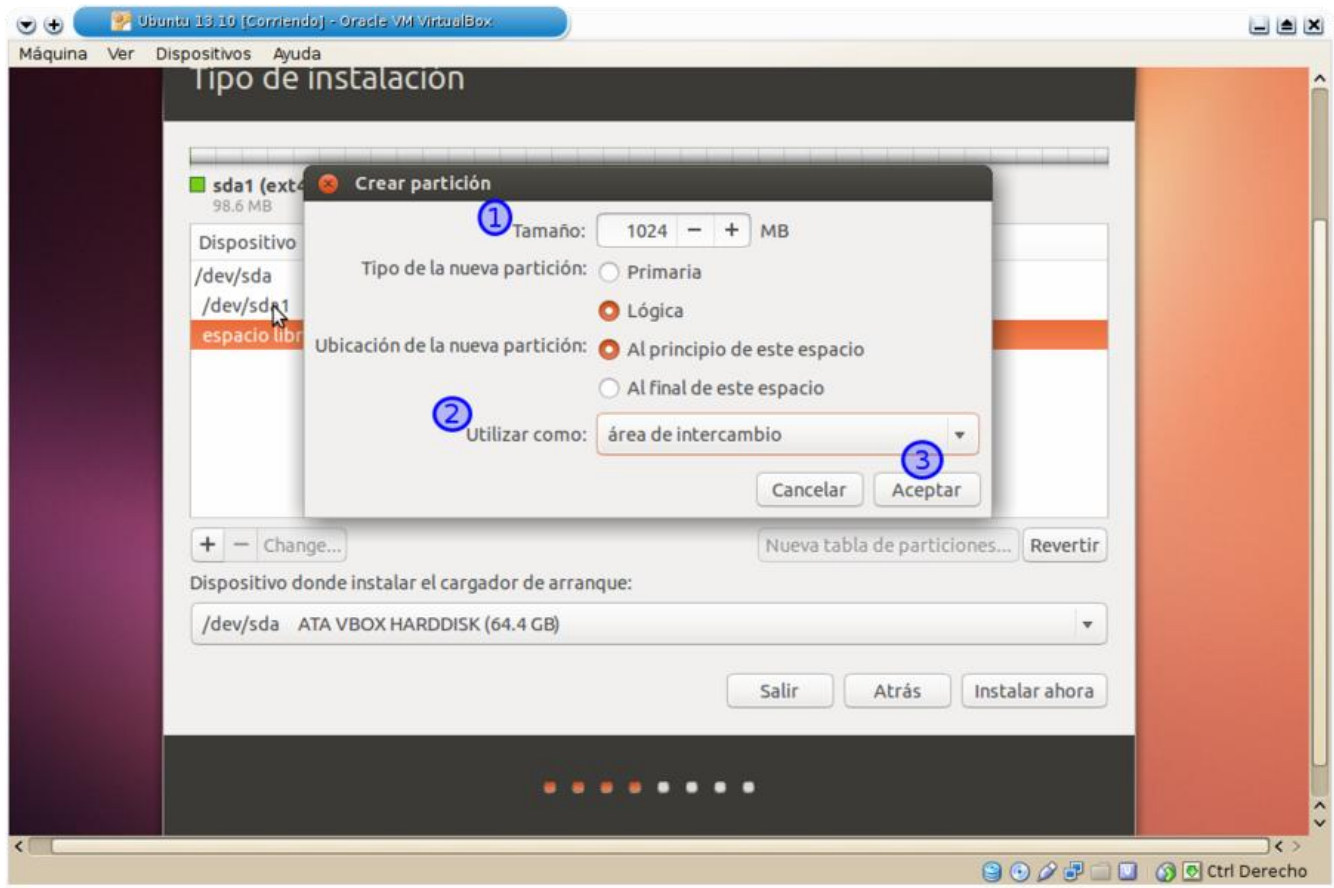 Ubuntu 13.10 [Corriendo] - Oracle VM VirtualBox
Máquina Ver Dispositivos Ayuda
Tipo de instalación
sda1 (ext4
98.6 MB
Crear partición
1
Tamaño: 1024 − + MB
Tipo de la nueva partición: Primaria
Lógica
Ubicación de la nueva partición: Al principio de este espacio
Al final de este espacio
2
Utilizar como: área de intercambio
3
Cancelar Aceptar
Dispositivo
/dev/sda
/dev/sda1
espacio libr
+ − Change... Nueva tabla de particiones... Revertir
Dispositivo donde instalar el cargador de arranque:
/dev/sda ATA VBOX HARDDISK (64.4 GB)
Salir Atrás Instalar ahora
Ctrl Derecho